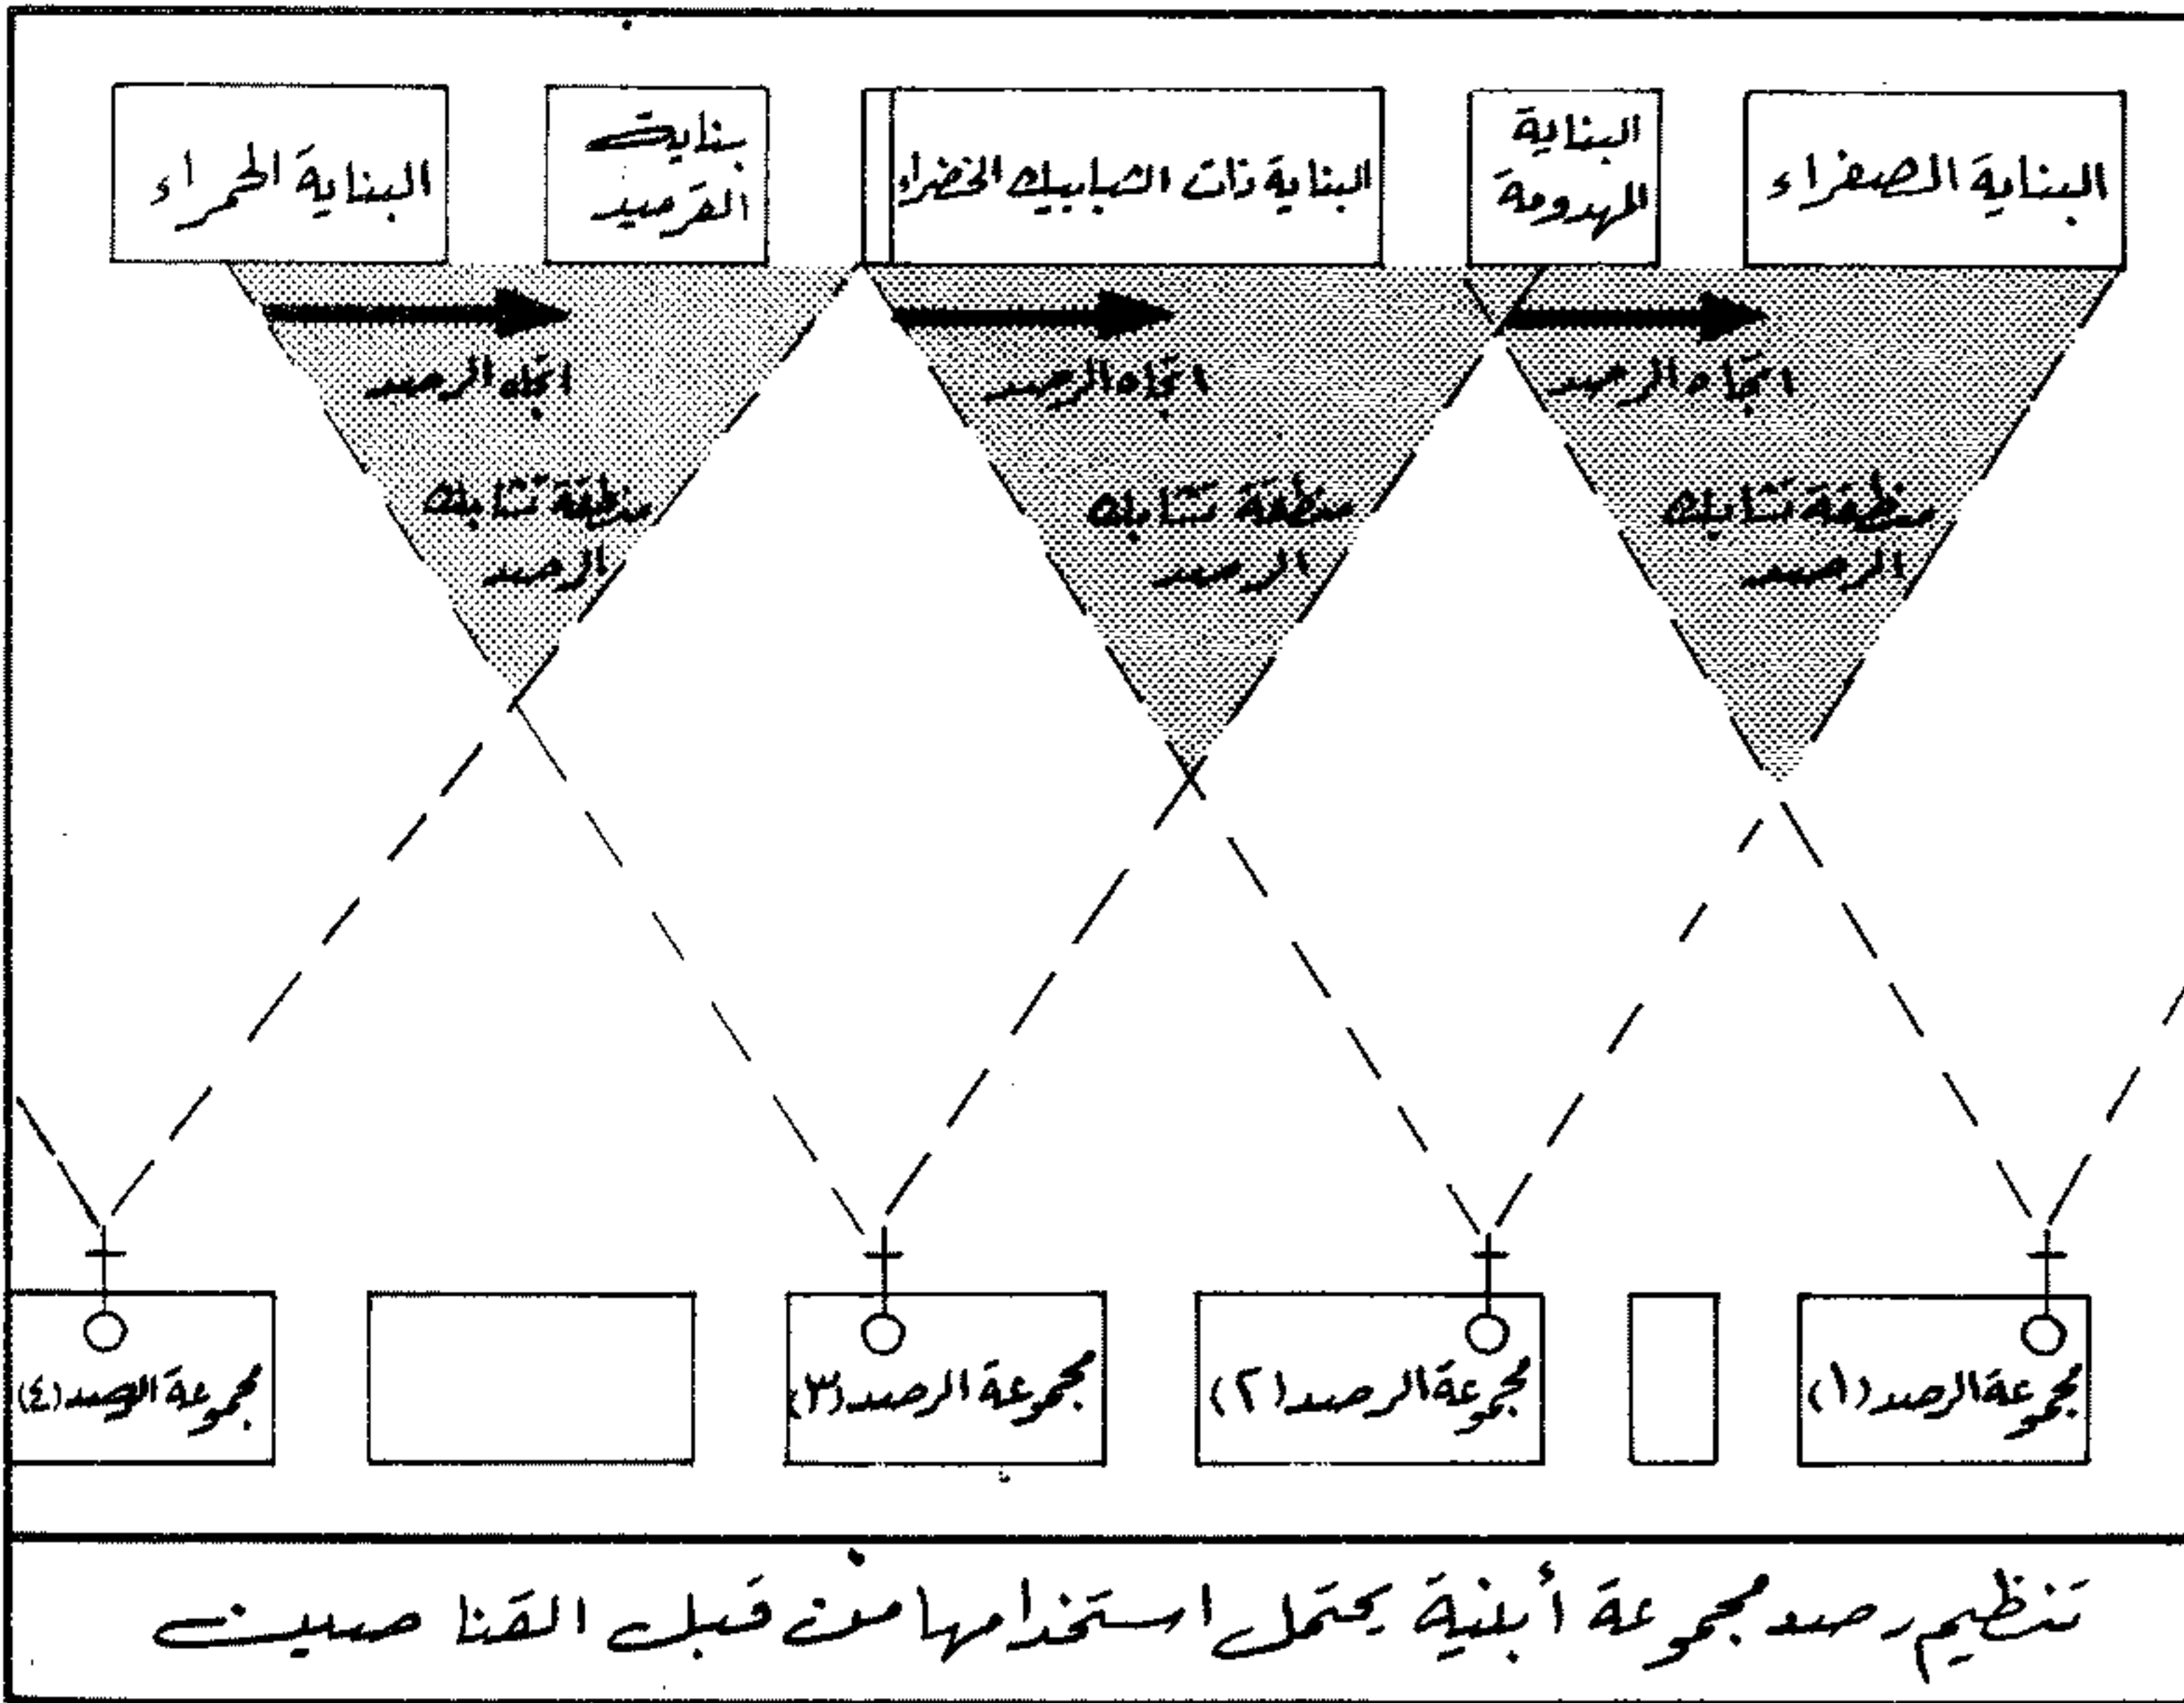 البناية الصفراء
البناية
المهدومة
البناية ذات الشبابيك الخضراء
بناية
القرميد
البناية الحمراء
اتجاه الرصد
اتجاه الرصد
اتجاه الرصد
منطقة تشابك
الرصد
منطقة تشابك
الرصد
منطقة تشابك
الرصد
مجموعة الرصد (١)
مجموعة الرصد (٢)
مجموعة الرصد (٣)
مجموعة الرصد (٤)
تنظيم رصد مجموعة أبنية يحتمل استخدامها من قبل القناصين